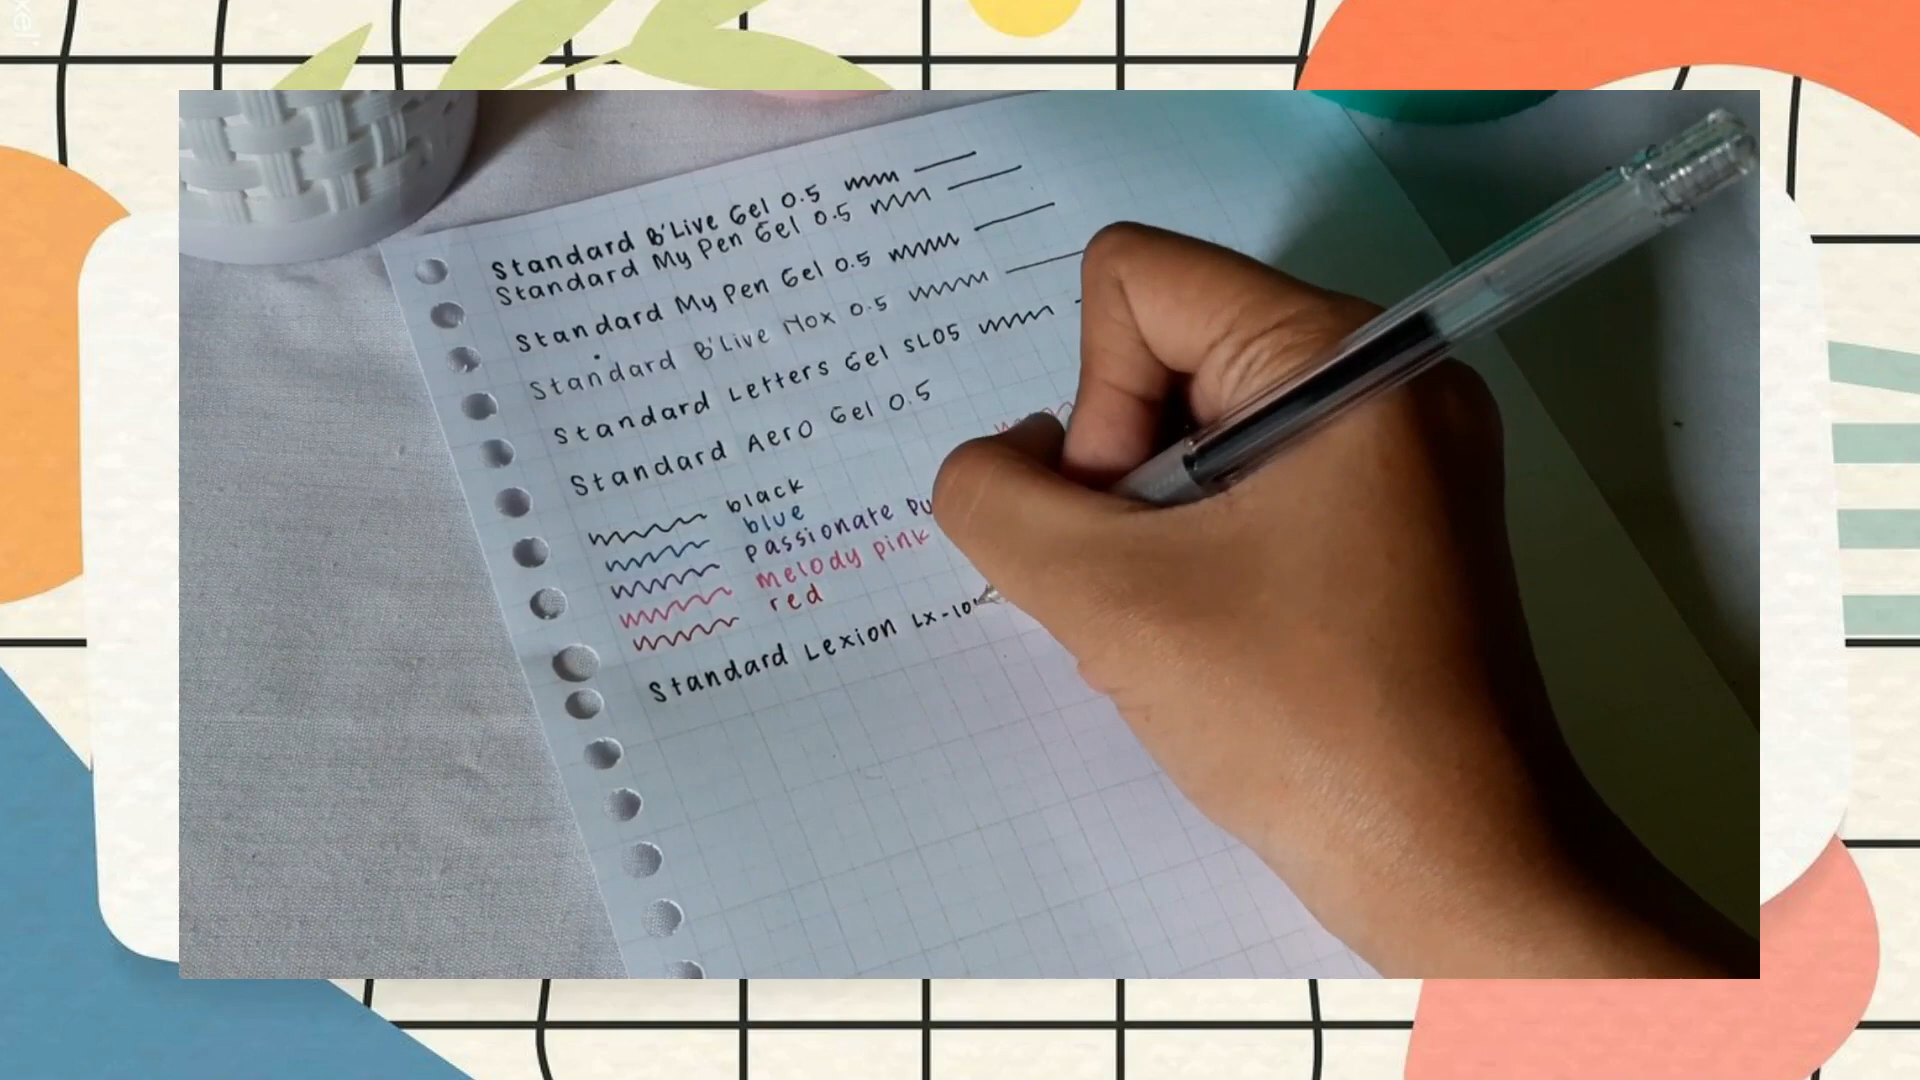 Standard B'Live Gel 0.5
Standard My Pen Gel 0.5
Standard My Pen Gel 0.5
Standard B'Live Nox 0.5
Standard Letters Gel SL05
Standard Aero Gel 0.5
black
blue
passionate
melody pink
red
Standard Lexion